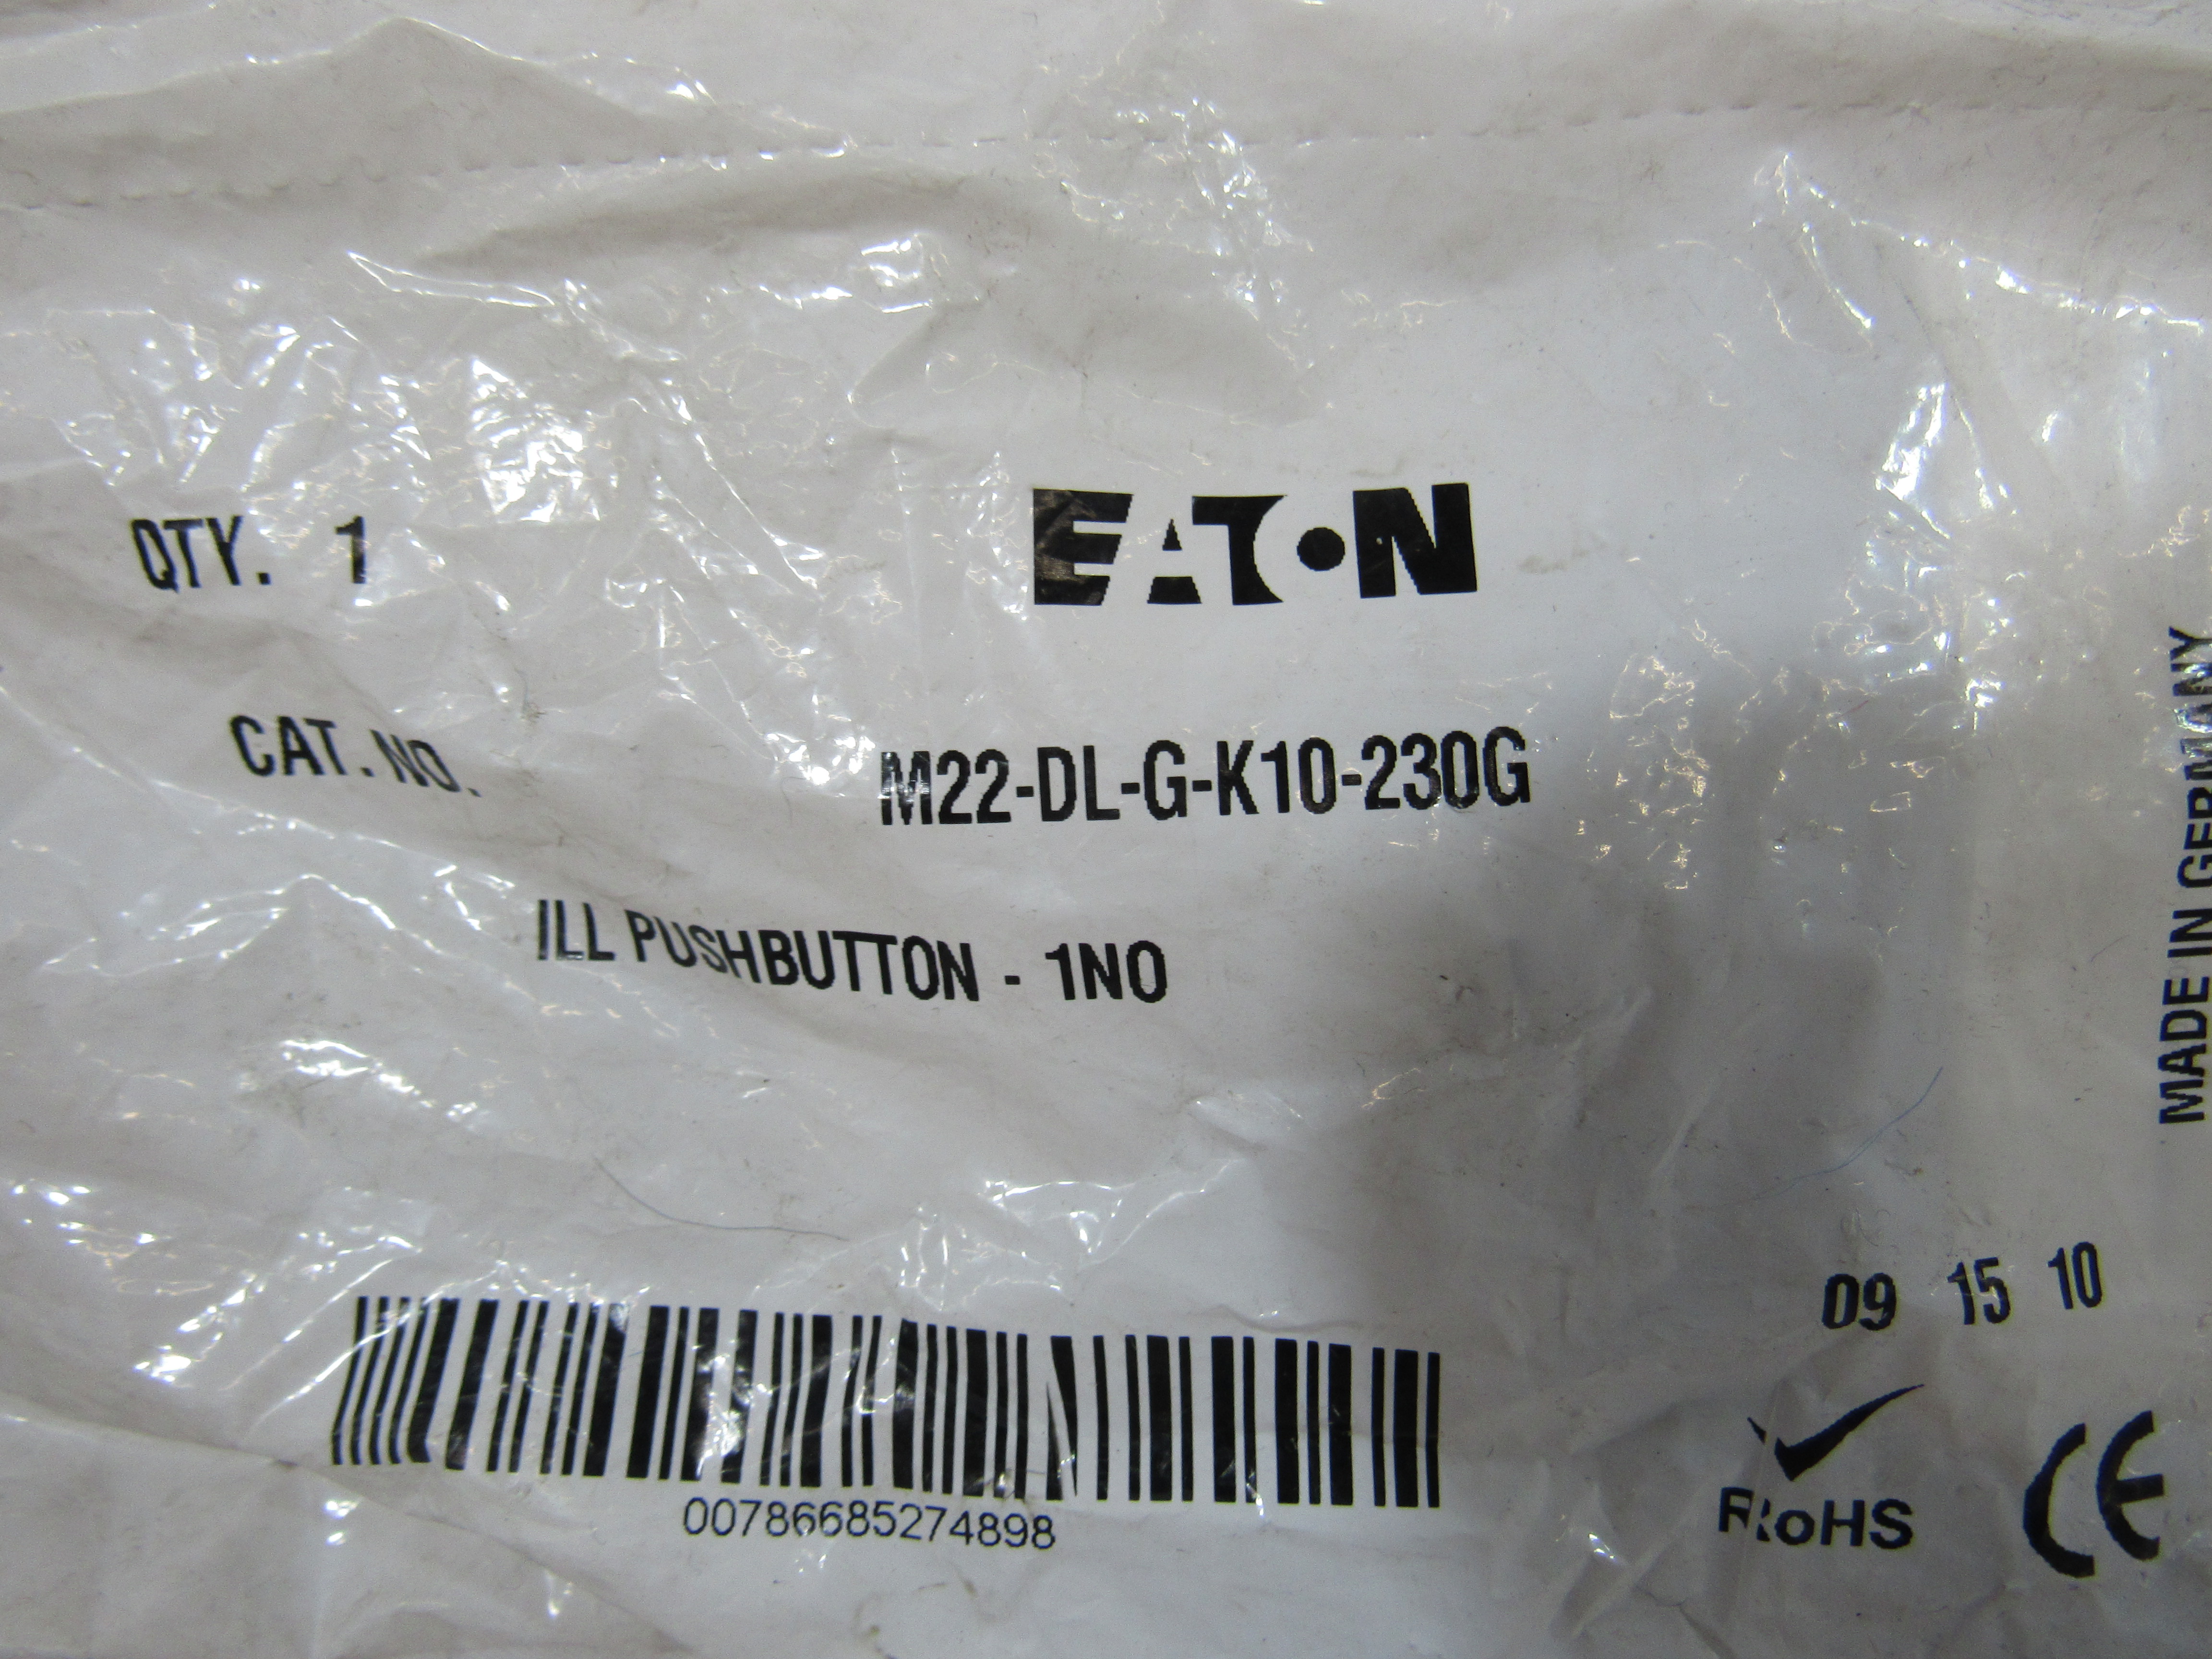 EATON
QTY. 1
CAT. NO. M22-DL-G-K10-230G
ILL PUSHBUTTON - 1NO
MADE IN GERMANY
09 15 10
00786685274898
RoHS
CE